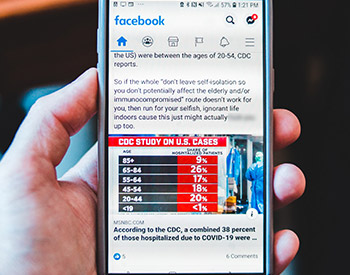 1:21 PM
facebook
the US) were between the ages of 20-54, CDC
reports.
So if the whole "don't leave self isolation so
you don't potentially affect the elderly and/or
immunocompromised" route doesn't work for
you, then run for your selfish, ignorant life
indoors cause this just might actually
up too.
CDC STUDY ON U.S. CASES
AGE SHARE OF HOSPITALIZED PATIENTS
85+ 9%
65-84 26%
55-64 17%
45-54 18%
20-44 20%
<19 <1%
MSNBC.COM
According to the CDC, a combined 38 percent
of those hospitalized due to COVID-19 were ...
5 6 Comments